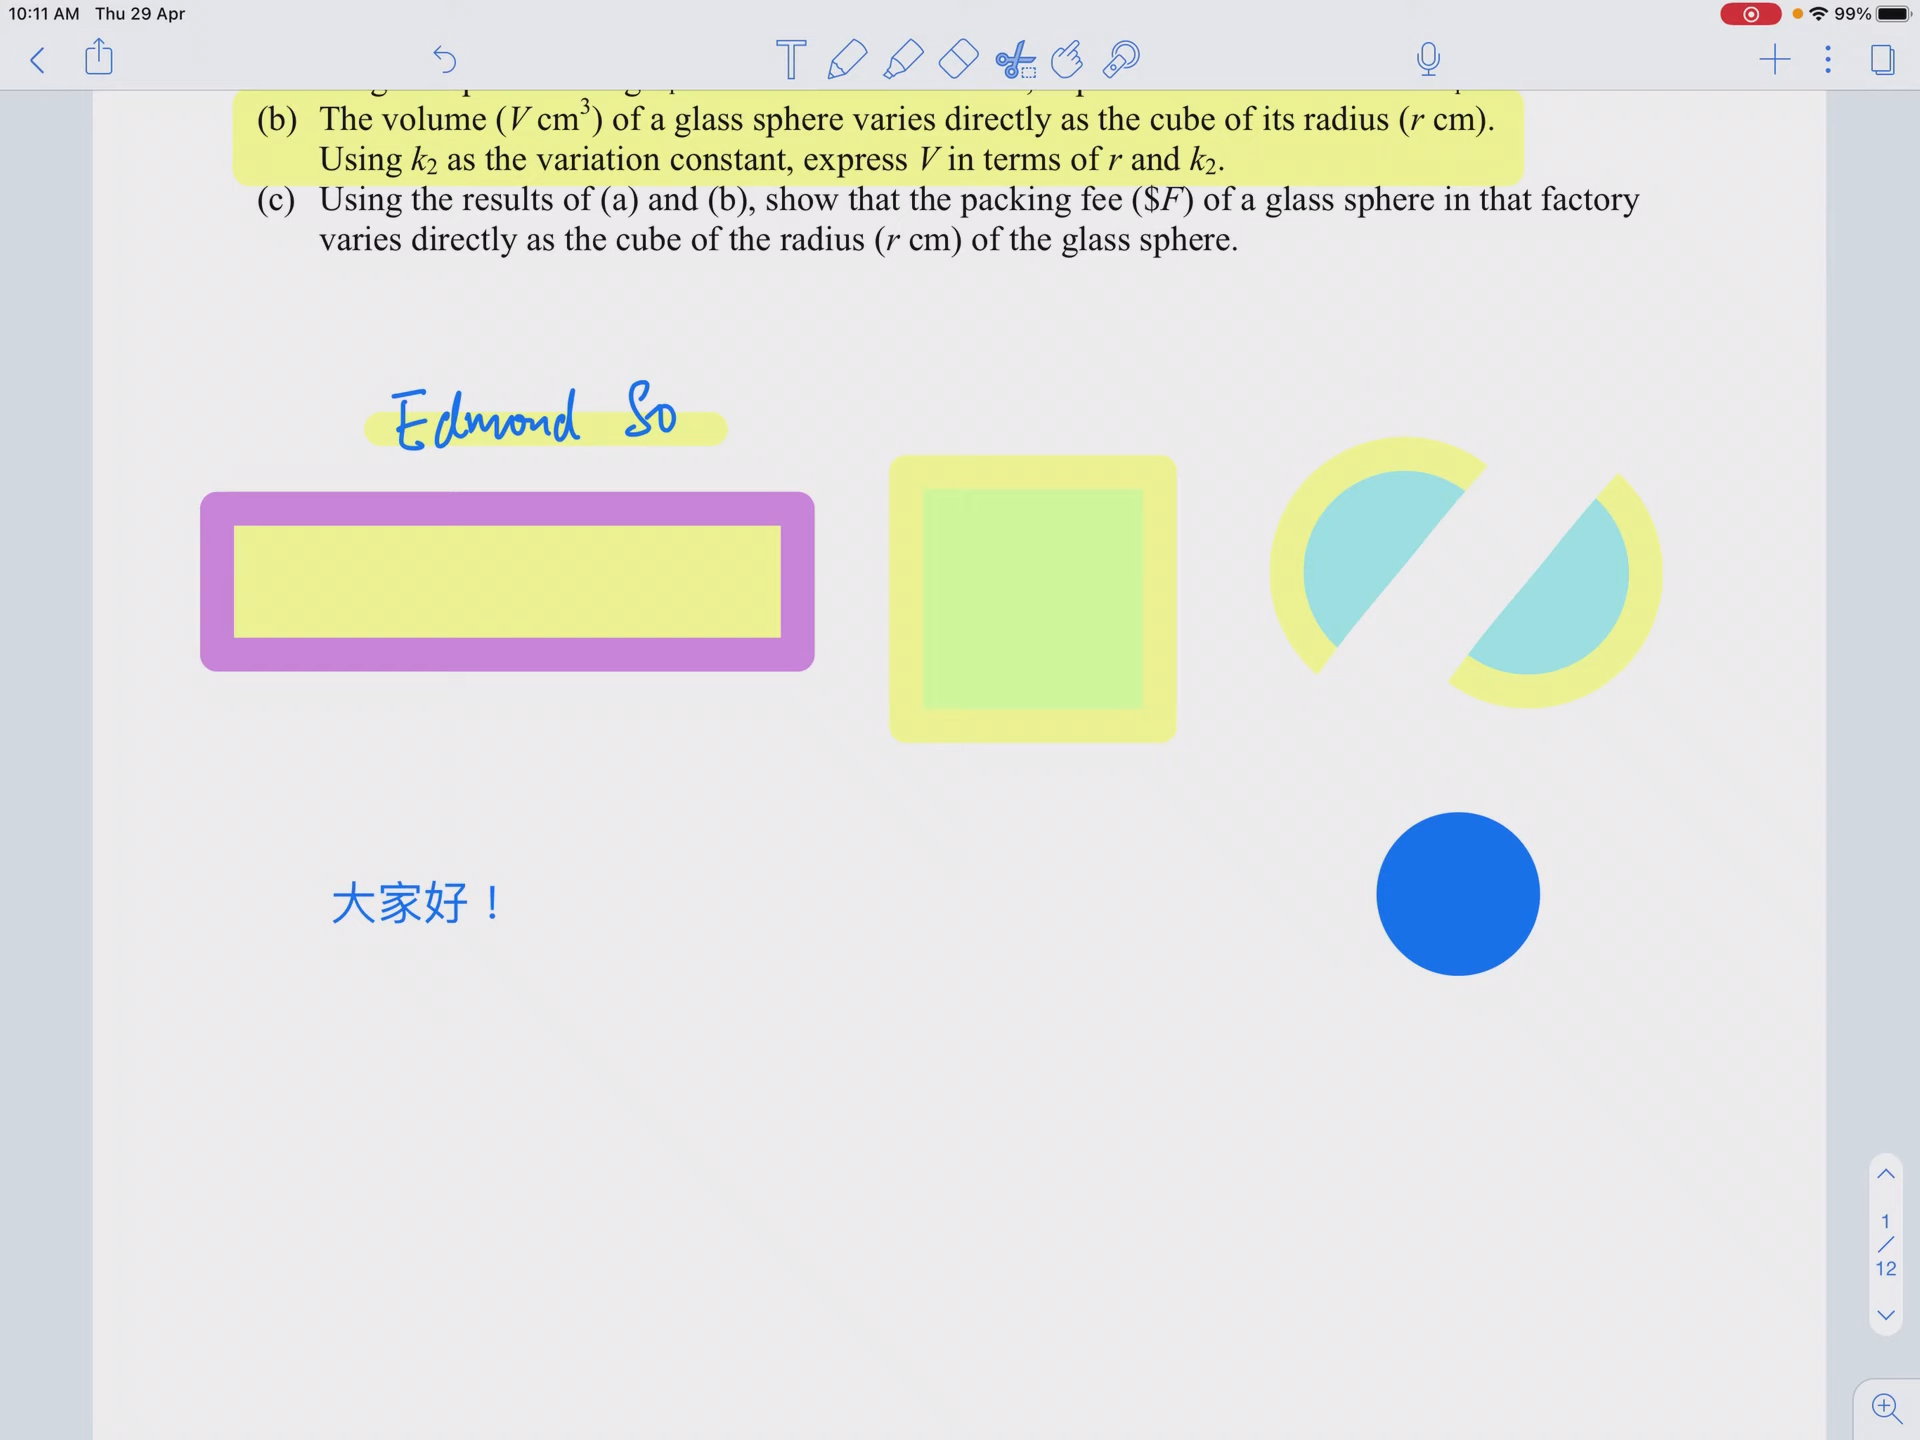 10:11 AM Thu 29 Apr 99%
T
(b) The volume (V cm³) of a glass sphere varies directly as the cube of its radius (r cm).
Using k₂ as the variation constant, express V in terms of r and k₂.
(c) Using the results of (a) and (b), show that the packing fee ($F) of a glass sphere in that factory
varies directly as the cube of the radius (r cm) of the glass sphere.
Edmond So
大家好！
1
/
12